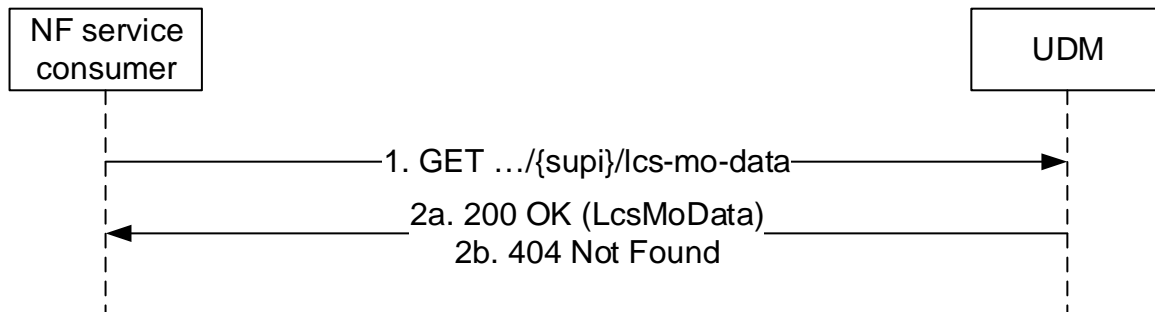 NF service
consumer
UDM
1. GET …/{supi}/lcs-mo-data
2a. 200 OK (LcsMoData)
2b. 404 Not Found